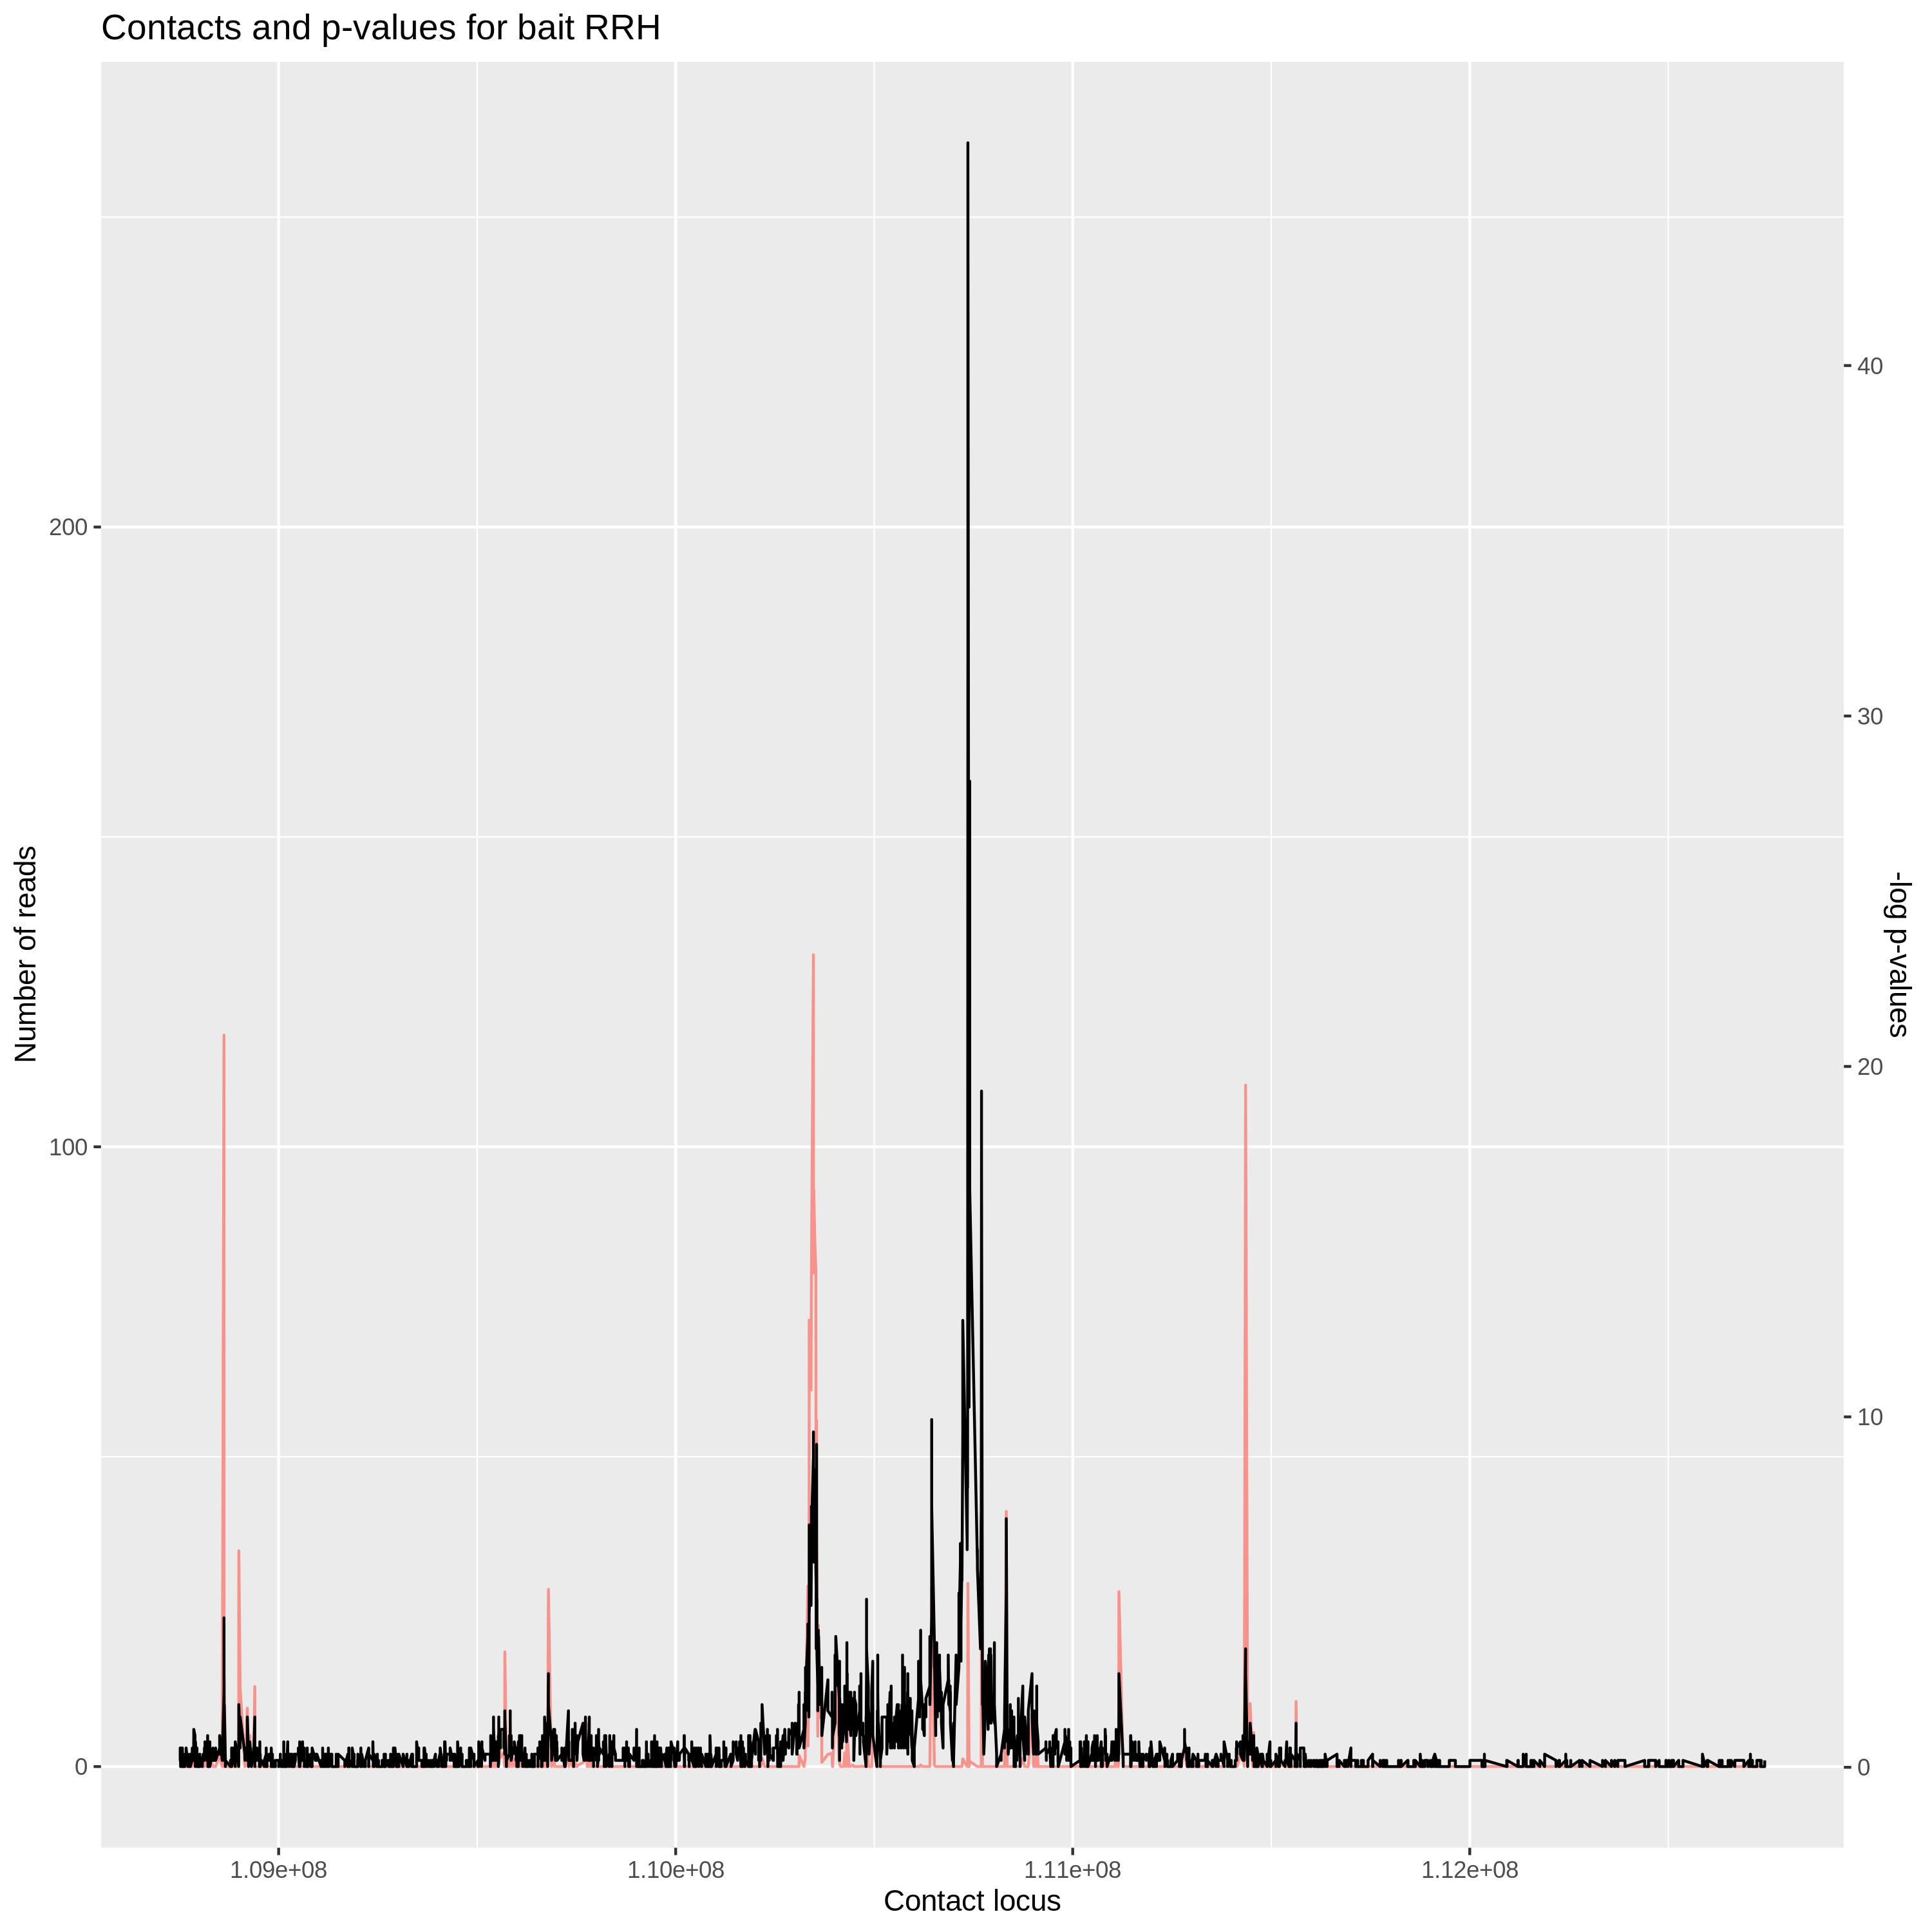 Contacts and p-values for bait RRH
Number of reads
200
100
0
40
30
20
10
0
-log p-values
1.09e+08
1.10e+08
1.11e+08
1.12e+08
Contact locus